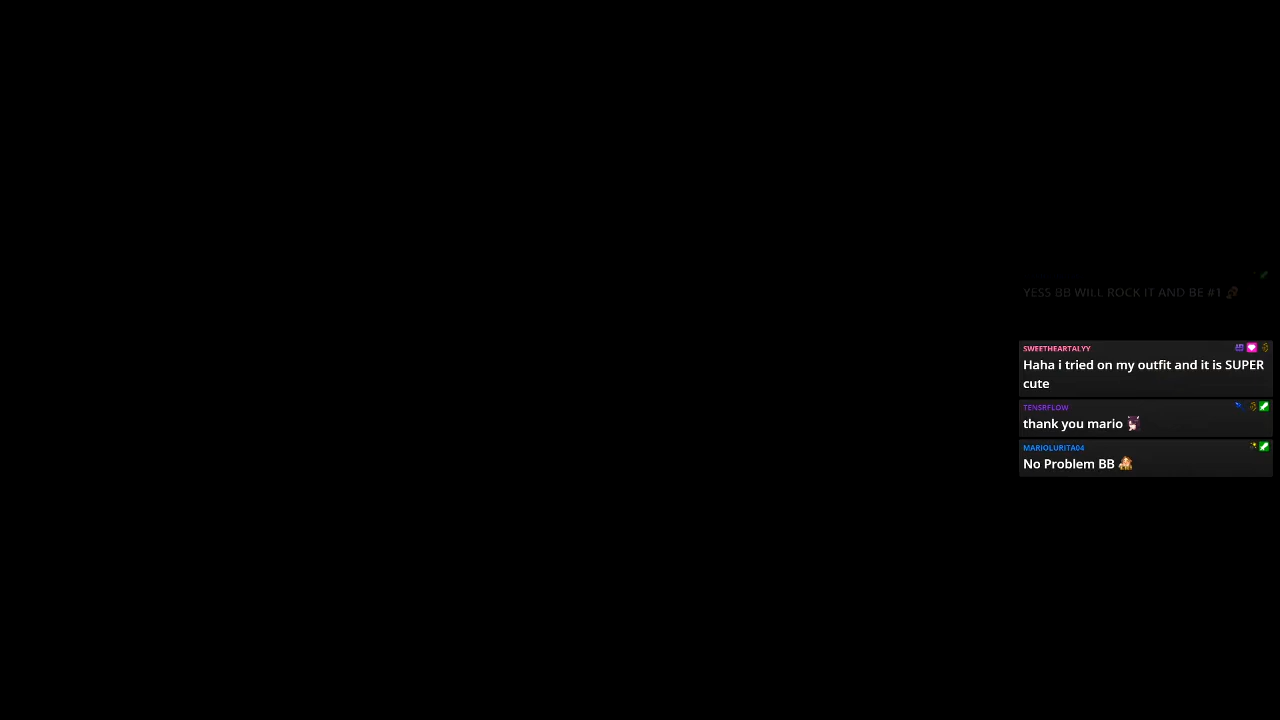 YES5 BB WILL ROCK IT AND BE #1
SWEETHEARTALYY
Haha i tried on my outfit and it is SUPER
cute
TENSRFLOW
thank you mario
MARIOLURITA04
No Problem BB